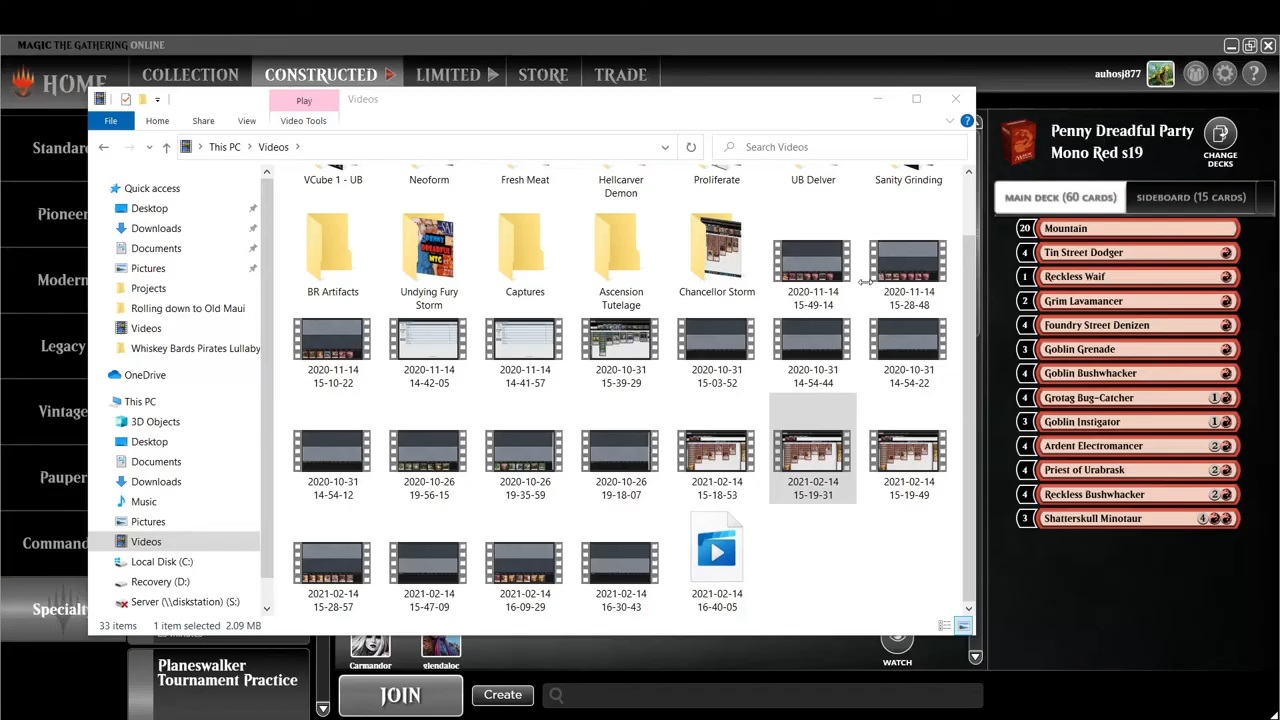 MAGIC THE GATHERING ONLINE
HOME
COLLECTION
CONSTRUCTED
LIMITED
STORE
TRADE
auhosj877
?
Play
Videos
File
Home
Share
View
Video Tools
?
This PC
Videos
Search Videos
Standar
Pioneer
Modern
Legacy
Vintage
Pauper
Comman
Specialty
Quick access
Desktop
Downloads
Documents
Pictures
Projects
Rolling down to Old Maui
Videos
Whiskey Bards Pirates Lullaby
OneDrive
This PC
3D Objects
Desktop
Documents
Downloads
Music
Pictures
Videos
Local Disk (C:)
Recovery (D:)
Server (\\diskstation) (S:)
VCube 1 - UB
Neoform
Fresh Meat
Hellcarver
Demon
Proliferate
UB Delver
Sanity Grinding
BR Artifacts
PENNY
DREADFUL
MTG
Undying Fury
Storm
Captures
Ascension
Tutelage
Chancellor Storm
2020-11-14
15-49-14
2020-11-14
15-28-48
2020-11-14
15-10-22
2020-11-14
14-42-05
2020-11-14
14-41-57
2020-10-31
15-39-29
2020-10-31
15-03-52
2020-10-31
14-54-44
2020-10-31
14-54-22
2020-10-31
14-54-12
2020-10-26
19-56-15
2020-10-26
19-35-59
2020-10-26
19-18-07
2021-02-14
15-18-53
2021-02-14
15-19-31
2021-02-14
15-19-49
2021-02-14
15-28-57
2021-02-14
15-47-09
2021-02-14
16-09-29
2021-02-14
16-30-43
2021-02-14
16-40-05
33 items
1 item selected 2.09 MB
Penny Dreadful Party
Mono Red s19
CHANGE
DECKS
MAIN DECK (60 CARDS)
SIDEBOARD (15 CARDS)
20 Mountain
4 Tin Street Dodger
1 Reckless Waif
2 Grim Lavamancer
4 Foundry Street Denizen
3 Goblin Grenade
4 Goblin Bushwhacker
4 Grotag Bug-Catcher 1
3 Goblin Instigator 1
4 Ardent Electromancer 2
4 Priest of Urabrask 2
4 Reckless Bushwhacker 2
3 Shatterskull Minotaur 4
Carmandor
glendaloc
WATCH
Planeswalker
Tournament Practice
JOIN
Create